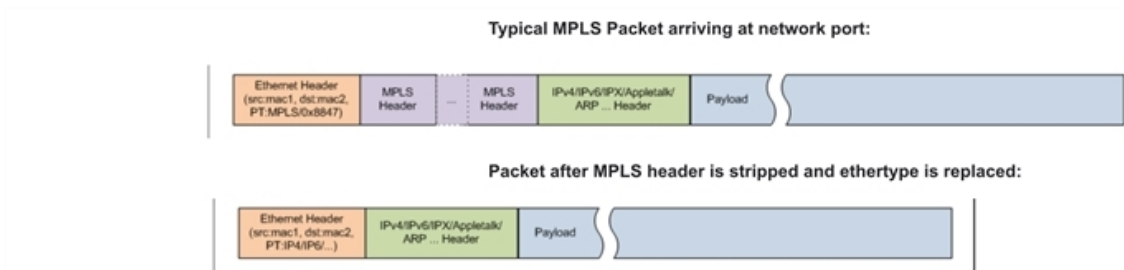 Typical MPLS Packet arriving at network port:
Ethernet Header
(src:mac1, dst:mac2,
PT:MPLS/0x8847)
MPLS
Header
...
MPLS
Header
IPv4/IPv6/IPX/Appletalk/
ARP ... Header
Payload
Packet after MPLS header is stripped and ethertype is replaced:
Ethernet Header
(src:mac1, dst:mac2,
PT:IP4/IP6/...)
IPv4/IPv6/IPX/Appletalk/
ARP ... Header
Payload